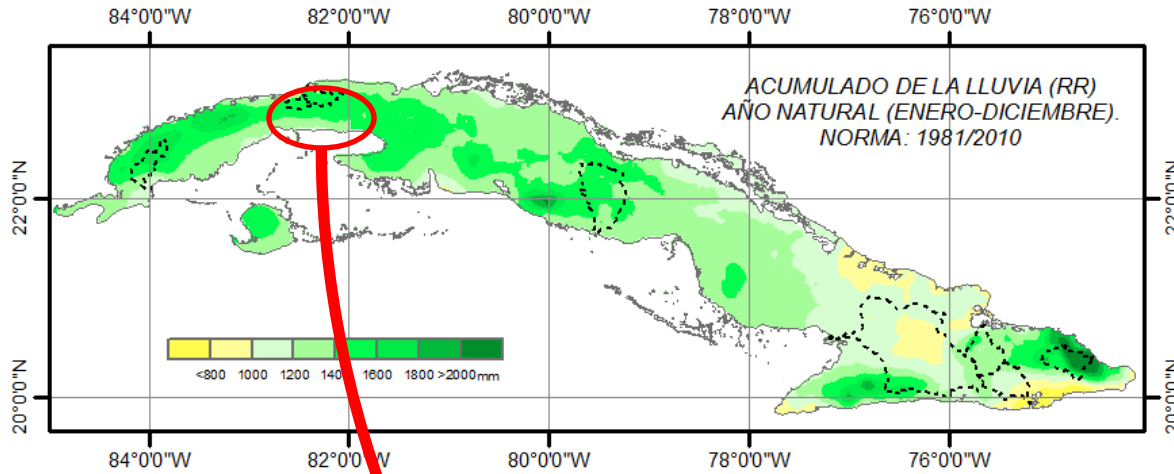 84°0'0"W 82°0'0"W 80°0'0"W 78°0'0"W 76°0'0"W
ACUMULADO DE LA LLUVIA (RR)
AÑO NATURAL (ENERO-DICIEMBRE).
NORMA: 1981/2010
22°0'0"N 22°0'0"N
<800 1000 1200 1600 1800 >2000 mm
20°0'0"N 20°0'0"N
84°0'0"W 82°0'0"W 80°0'0"W 78°0'0"W 76°0'0"W